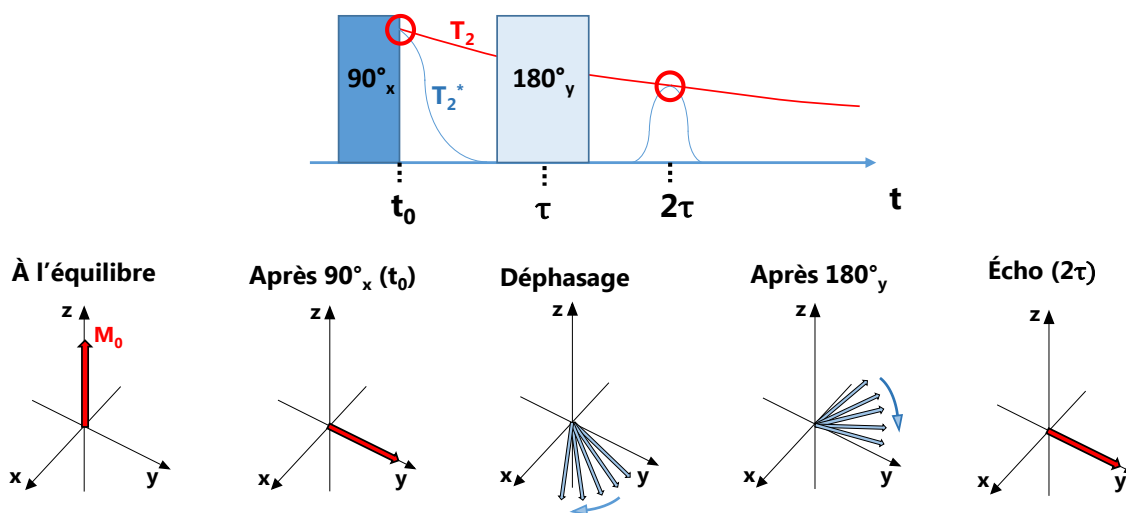 T₂
90°ₓ
T₂*
180°ᵧ
t₀
τ
2τ
t
À l'équilibre
Après 90°ₓ (t₀)
Déphasage
Après 180°ᵧ
Écho (2τ)
z
M₀
x
y
z
x
y
z
x
y
z
x
y
z
x
y